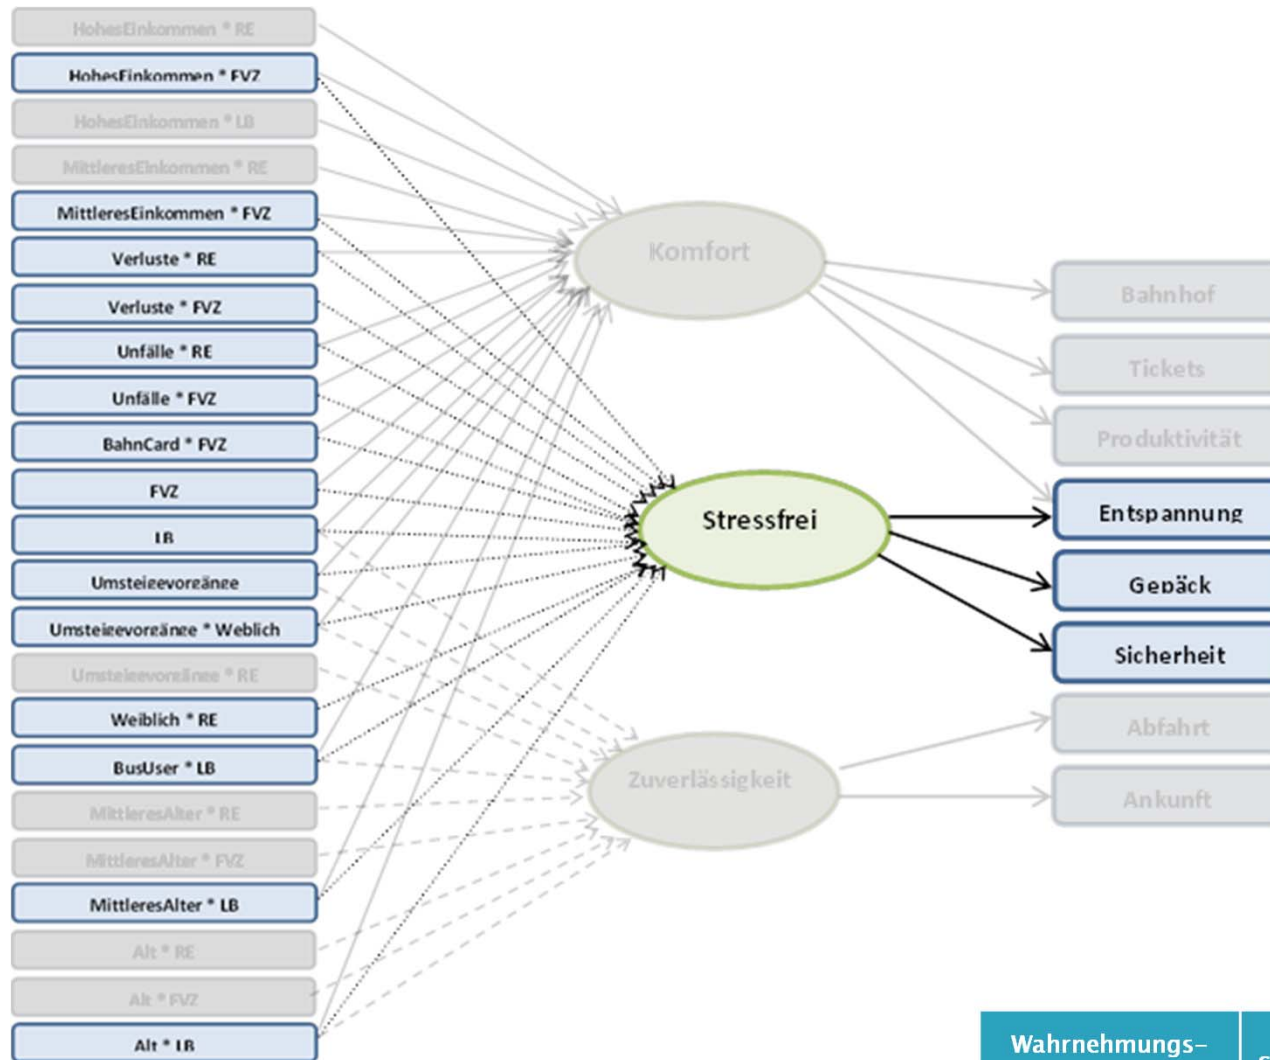 HohesEinkommen * RE
HohesEinkommen * FVZ
HohesEinkommen * LB
MittleresEinkommen * RE
MittleresEinkommen * FVZ
Verluste * RE
Verluste * FVZ
Unfälle * RE
Unfälle * FVZ
BahnCard * FVZ
FVZ
LB
Umsteigevorgänge
Umsteigevorgänge * Weblich
Umsteigevorgänge * RE
Weiblich * RE
BusUser * LB
MittleresAlter * RE
MittleresAlter * FVZ
MittleresAlter * LB
Alt * RE
Alt * FVZ
Alt * LB
Komfort
Stressfrei
Zuverlässigkeit
Bahnhof
Tickets
Produktivität
Entspannung
Gepäck
Sicherheit
Abfahrt
Ankunft
Wahrnehmungs-